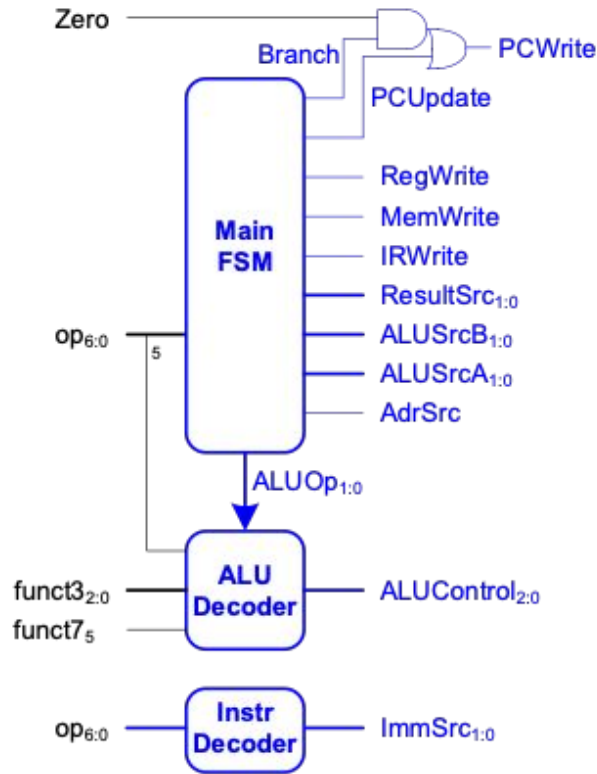 Zero
Branch
PCWrite
PCUpdate
RegWrite
MemWrite
Main
FSM
IRWrite
ResultSrc1:0
op6:0
5
ALUSrcB1:0
ALUSrcA1:0
AdrSrc
ALUOp1:0
funct32:0
ALU
Decoder
ALUControl2:0
funct75
op6:0
Instr
Decoder
ImmSrc1:0